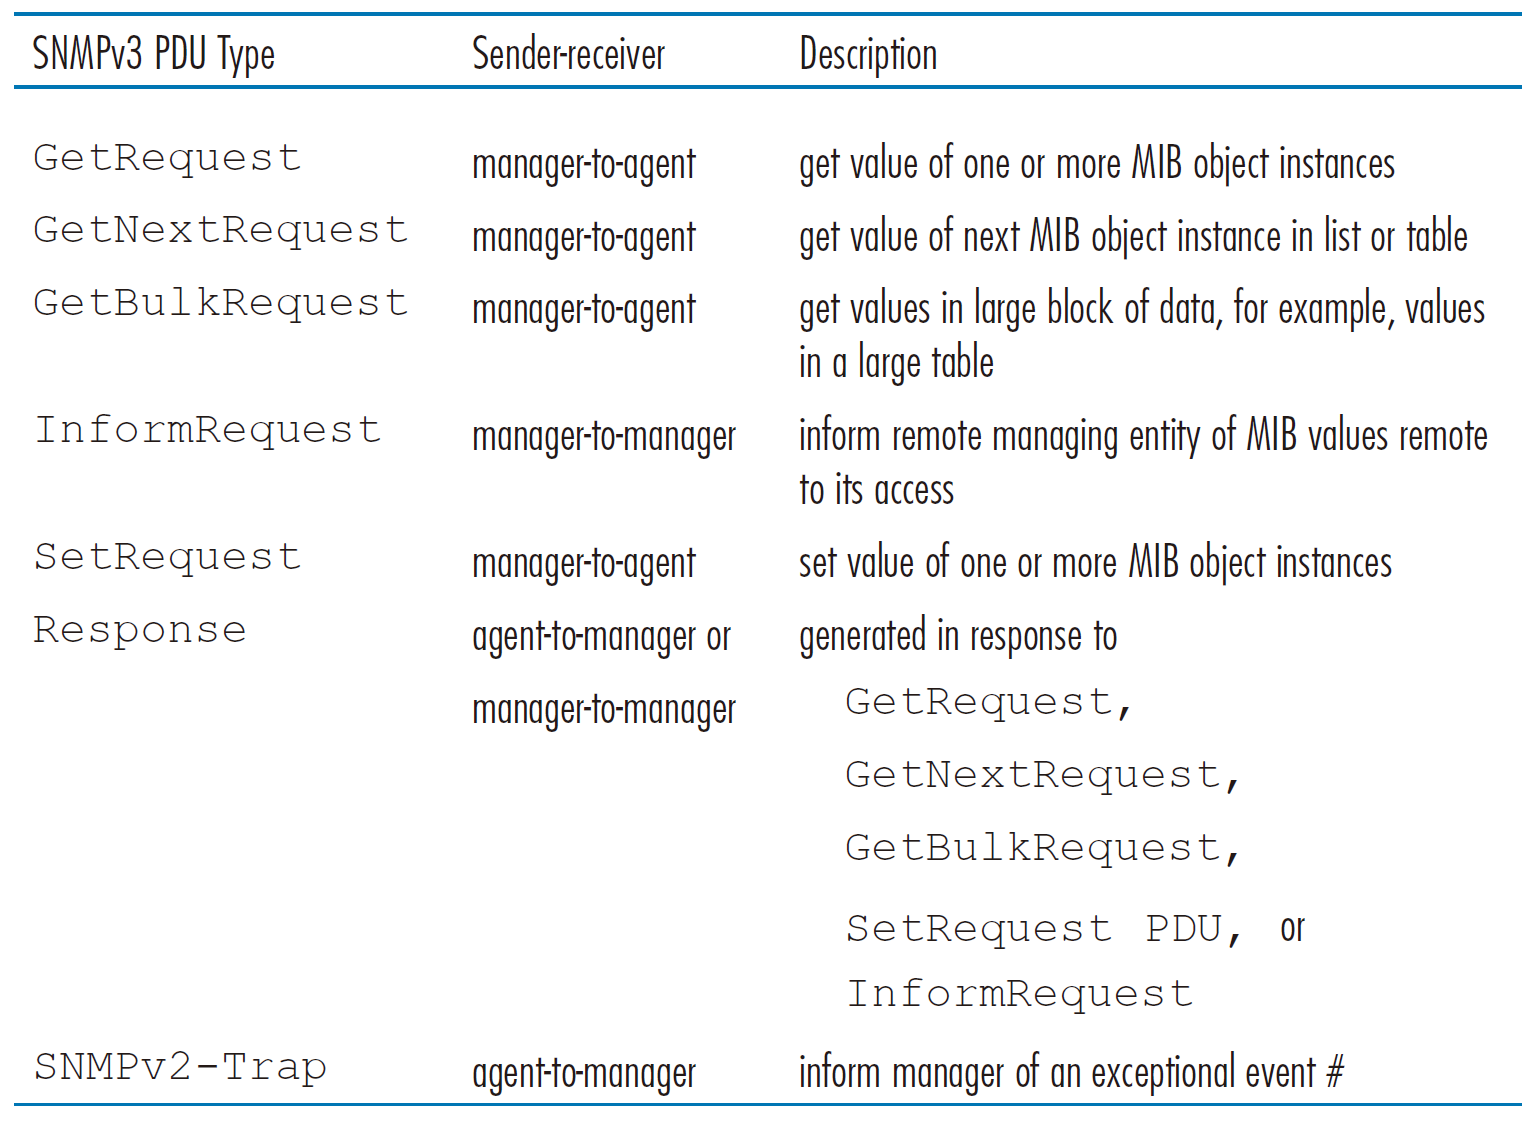 SNMPv3 PDU Type Sender-receiver Description
GetRequest manager-to-agent get value of one or more MIB object instances
GetNextRequest manager-to-agent get value of next MIB object instance in list or table
GetBulkRequest manager-to-agent get values in large block of data, for example, values
in a large table
InformRequest manager-to-manager inform remote managing entity of MIB values remote
to its access
SetRequest manager-to-agent set value of one or more MIB object instances
Response agent-to-manager or generated in response to
manager-to-manager GetRequest,
GetNextRequest,
GetBulkRequest,
SetRequest PDU, or
InformRequest
SNMPv2-Trap agent-to-manager inform manager of an exceptional event #